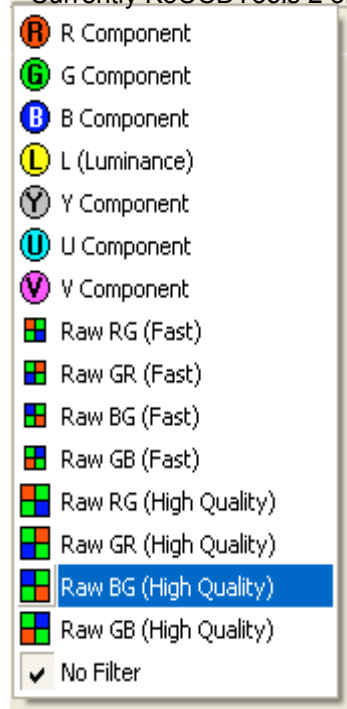 R R Component
G G Component
B B Component
L L (Luminance)
Y Y Component
U U Component
V V Component
Raw RG (Fast)
Raw GR (Fast)
Raw BG (Fast)
Raw GB (Fast)
Raw RG (High Quality)
Raw GR (High Quality)
Raw BG (High Quality)
Raw GB (High Quality)
No Filter